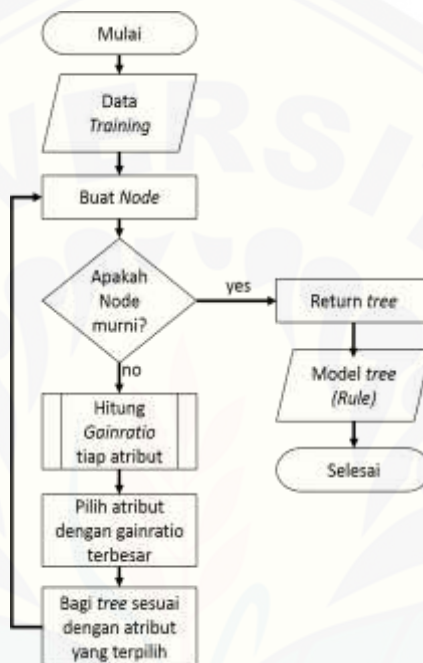 Mulai
Data
Training
Buat Node
Apakah
Node
murni?
yes
Return tree
Model tree
(Rule)
Selesai
no
Hitung
Gainratio
tiap atribut
Pilih atribut
dengan gainratio
terbesar
Bagi tree sesuai
dengan atribut
yang terpilih